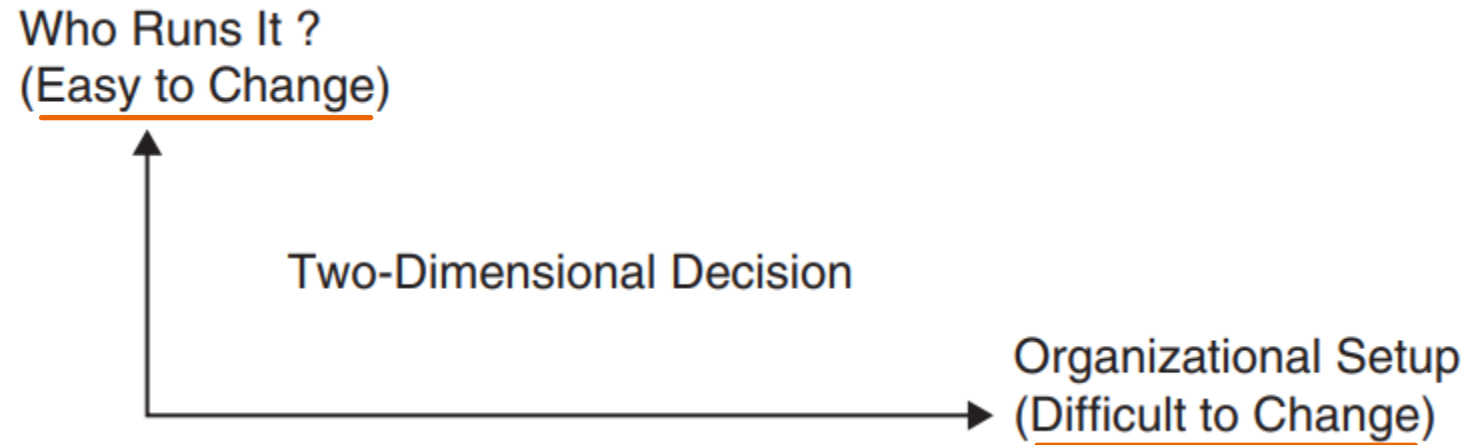 Who Runs It ?
(Easy to Change)
Two-Dimensional Decision
Organizational Setup
(Difficult to Change)